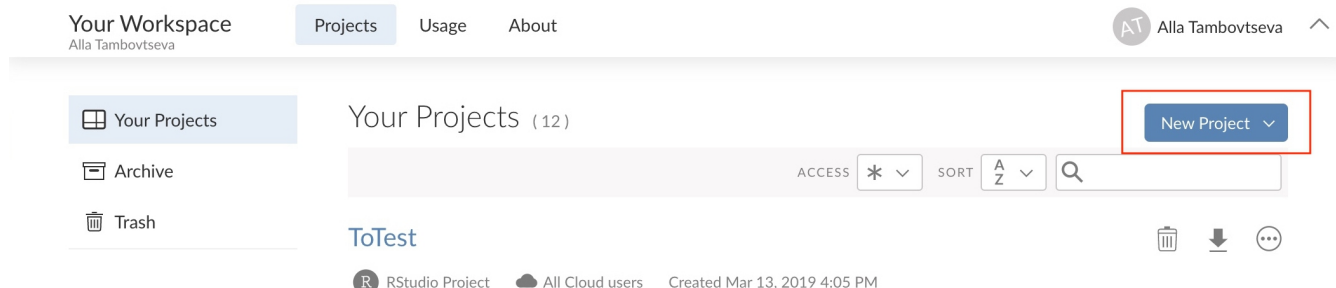 Your Workspace
Alla Tambovtseva
Projects Usage About
AT Alla Tambovtseva
Your Projects
Archive
Trash
Your Projects (12)
New Project
ACCESS * SORT A Z
ToTest
R RStudio Project All Cloud users Created Mar 13, 2019 4:05 PM